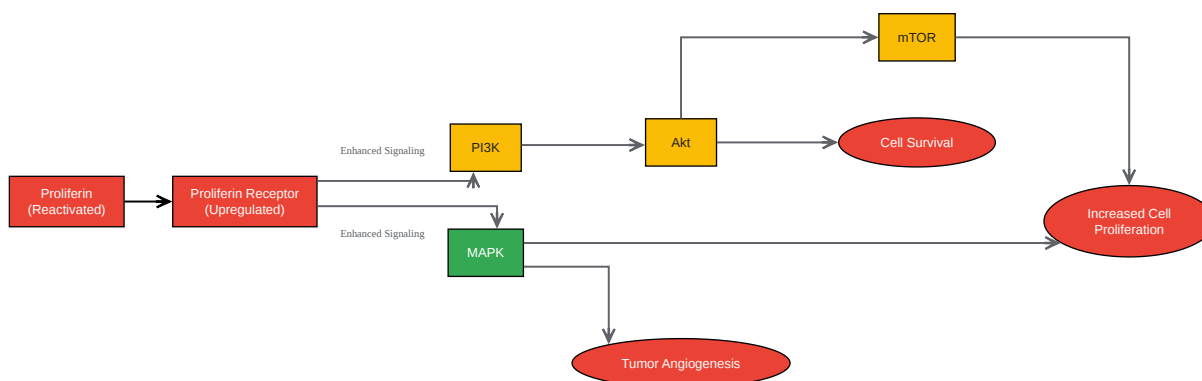 Proliferin
(Reactivated)
Proliferin Receptor
(Upregulated)
Enhanced Signaling
Enhanced Signaling
PI3K
MAPK
Akt
mTOR
Cell Survival
Increased Cell
Proliferation
Tumor Angiogenesis